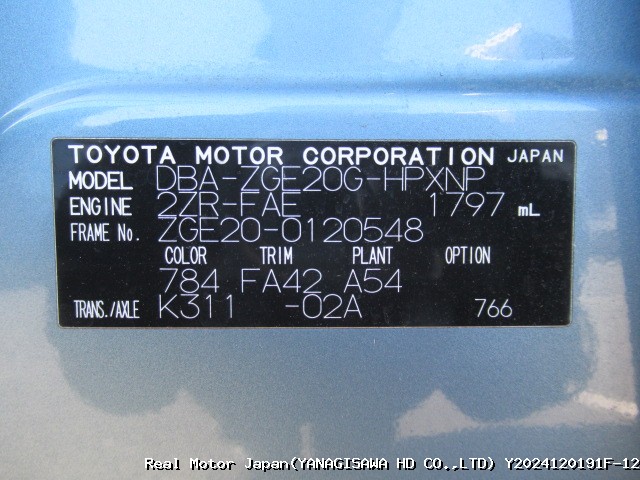 TOYOTA MOTOR CORPORATION JAPAN
MODEL DBA-ZGE20G-HPXNP
ENGINE 2ZR-FAE 1797 mL
FRAME No. ZGE20-0120548
COLOR TRIM PLANT OPTION
784 FA42 A54
TRANS./AXLE K311 -02A 766
Real Motor Japan(YANAGISAWA HD CO.,LTD) Y2024120191F-12